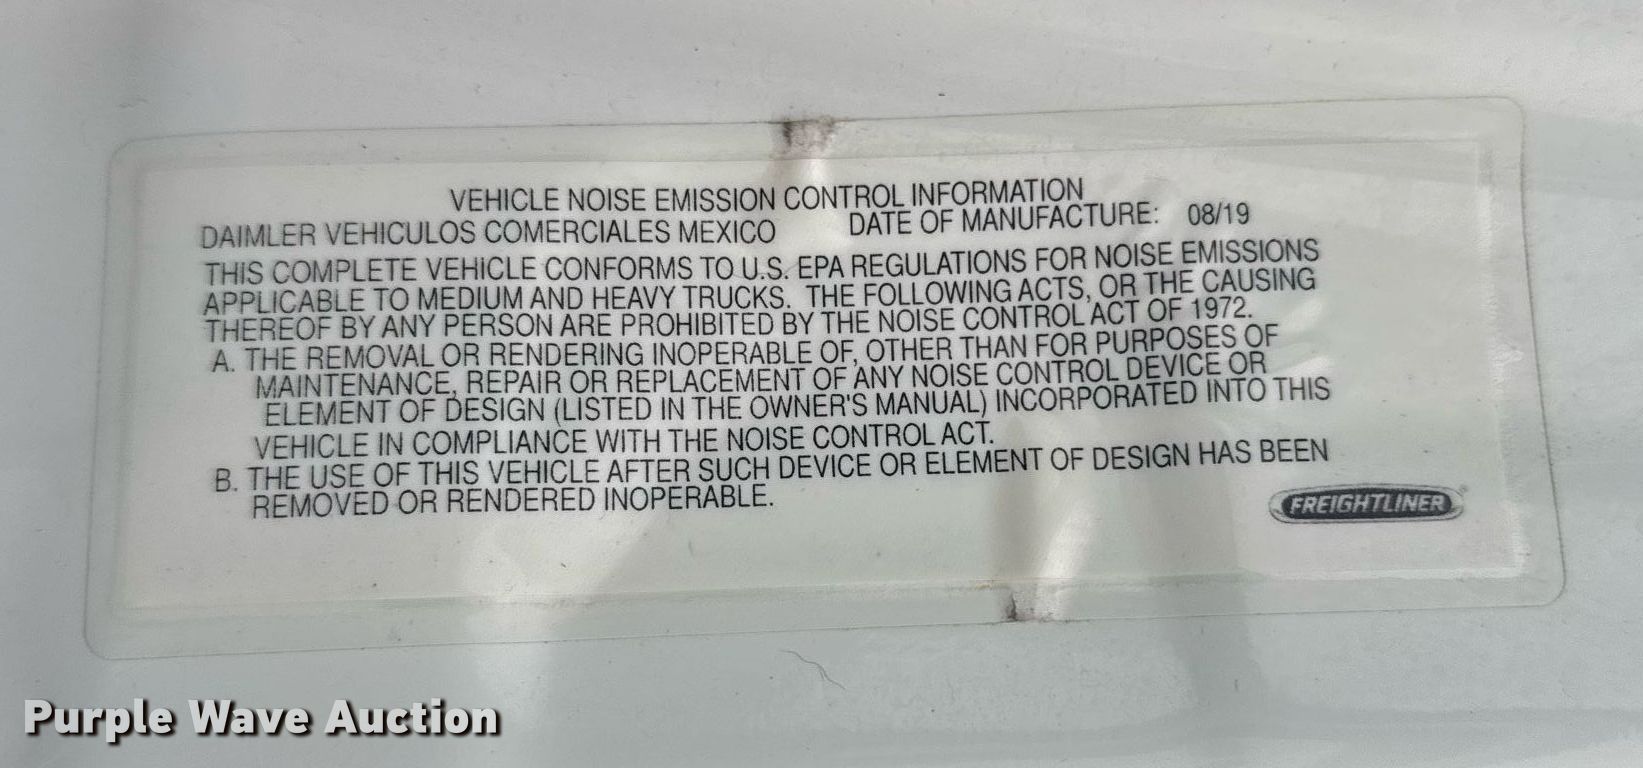 VEHICLE NOISE EMISSION CONTROL INFORMATION
DAIMLER VEHICULOS COMERCIALES MEXICO DATE OF MANUFACTURE: 08/19
THIS COMPLETE VEHICLE CONFORMS TO U.S. EPA REGULATIONS FOR NOISE EMISSIONS
APPLICABLE TO MEDIUM AND HEAVY TRUCKS. THE FOLLOWING ACTS, OR THE CAUSING
THEREOF BY ANY PERSON ARE PROHIBITED BY THE NOISE CONTROL ACT OF 1972.
A. THE REMOVAL OR RENDERING INOPERABLE OF, OTHER THAN FOR PURPOSES OF
MAINTENANCE, REPAIR OR REPLACEMENT OF ANY NOISE CONTROL DEVICE OR
ELEMENT OF DESIGN (LISTED IN THE OWNER'S MANUAL) INCORPORATED INTO THIS
VEHICLE IN COMPLIANCE WITH THE NOISE CONTROL ACT.
B. THE USE OF THIS VEHICLE AFTER SUCH DEVICE OR ELEMENT OF DESIGN HAS BEEN
REMOVED OR RENDERED INOPERABLE.
FREIGHTLINER
Purple Wave Auction